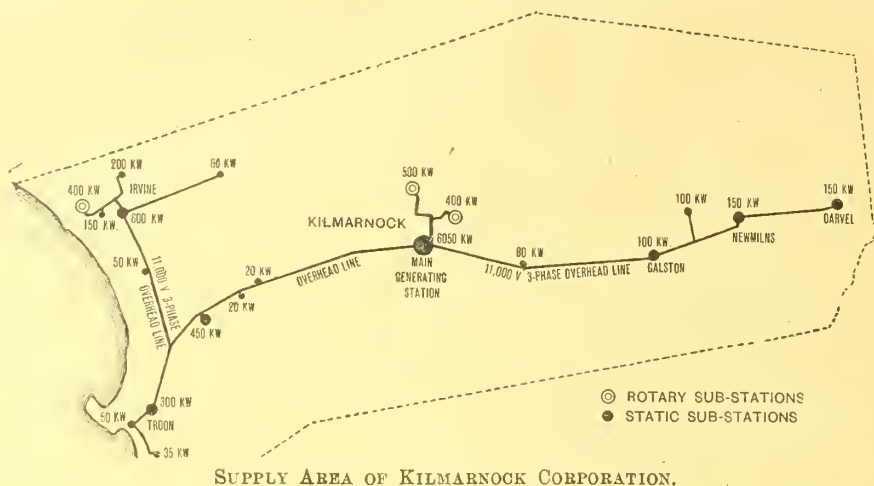 200 KW
60 KW
500 KW
400 KW
IRVINE
400 KW
100 KW
150 KW
150 KW
150 KW.
600 KW
KILMARNOCK
6050 KW
DARVEL
NEWMILNS
MAIN
GENERATING
STATION
80 KW
100 KW.
50 KW
11,000 V 3-PHASE
OVERHEAD LINE
20 KW
OVERHEAD LINE
11,000 V 3-PHASE OVERHEAD LINE
GALSTON
20 KW
450 KW
300 KW
ROTARY SUB-STATIONS
50 KW
TROON
STATIC SUB-STATIONS
35 KW
SUPPLY AREA OF KILMARNOCK CORPORATION.